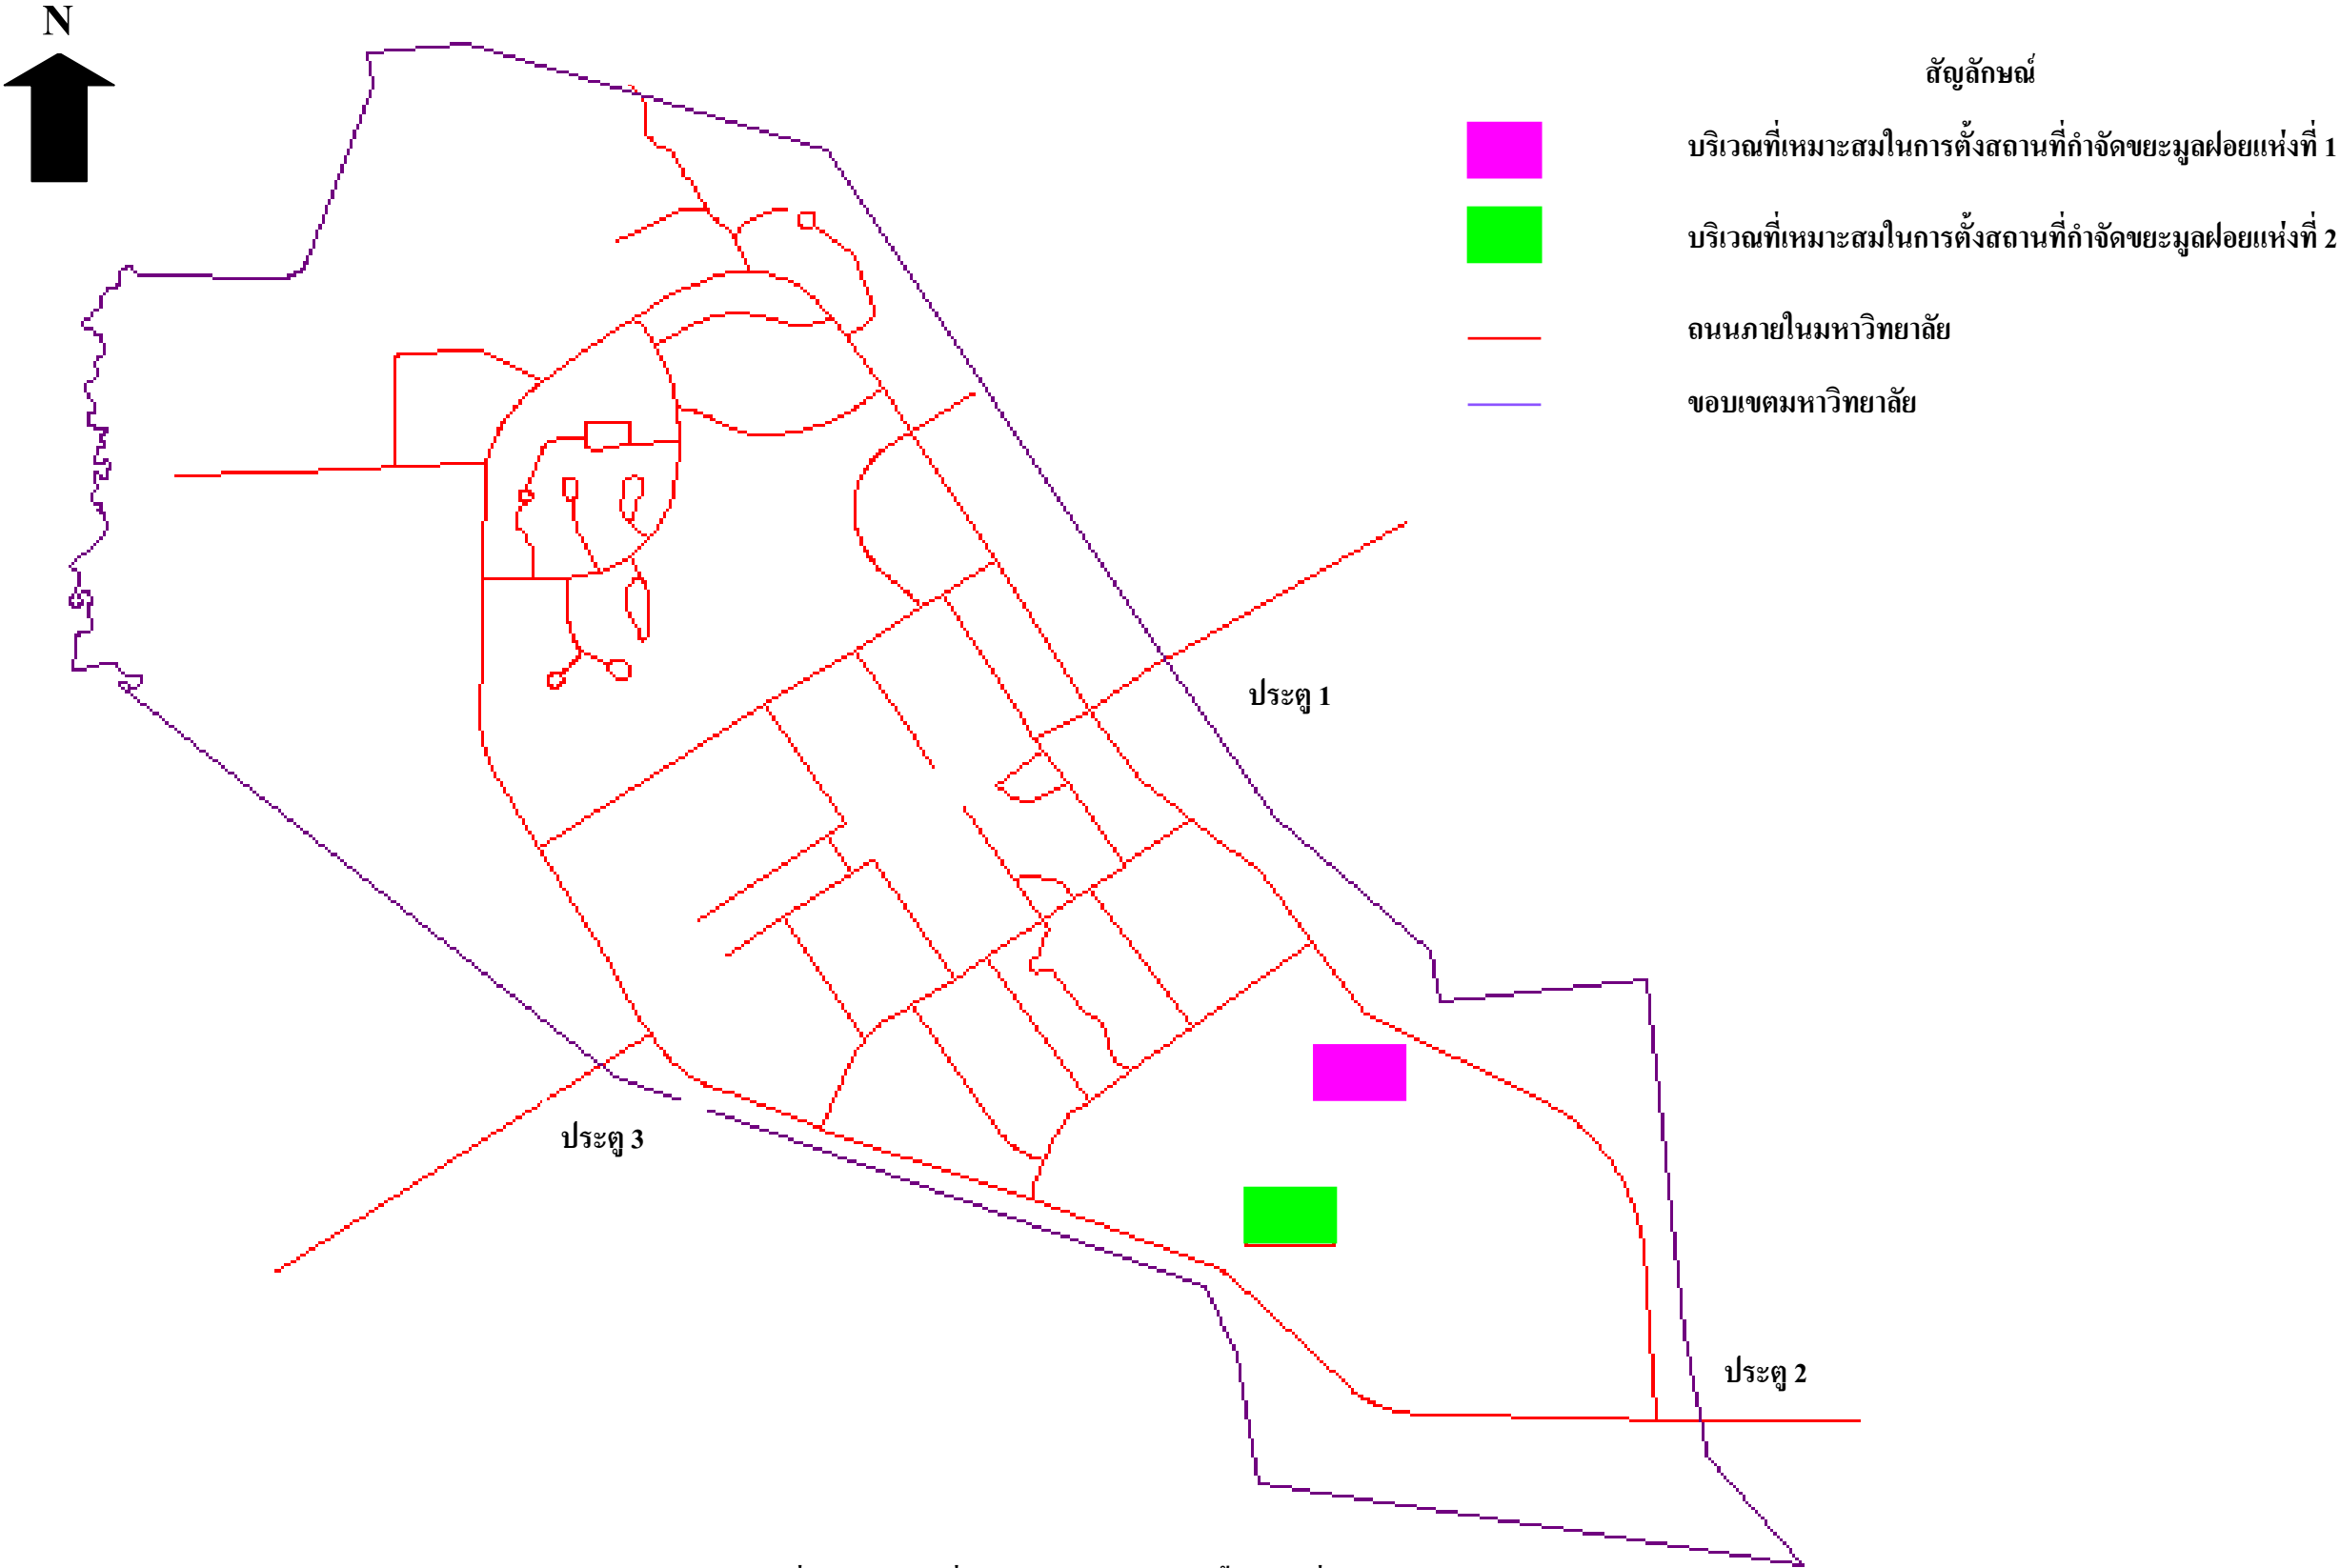 N
สัญลักษณ์
บริเวณที่เหมาะสมในการตั้งสถานที่กำจัดขยะมูลฝอยแห่งที่ 1
บริเวณที่เหมาะสมในการตั้งสถานที่กำจัดขยะมูลฝอยแห่งที่ 2
ถนนภายในมหาวิทยาลัย
ขอบเขตมหาวิทยาลัย
ประตู 1
ประตู 3
ประตู 2